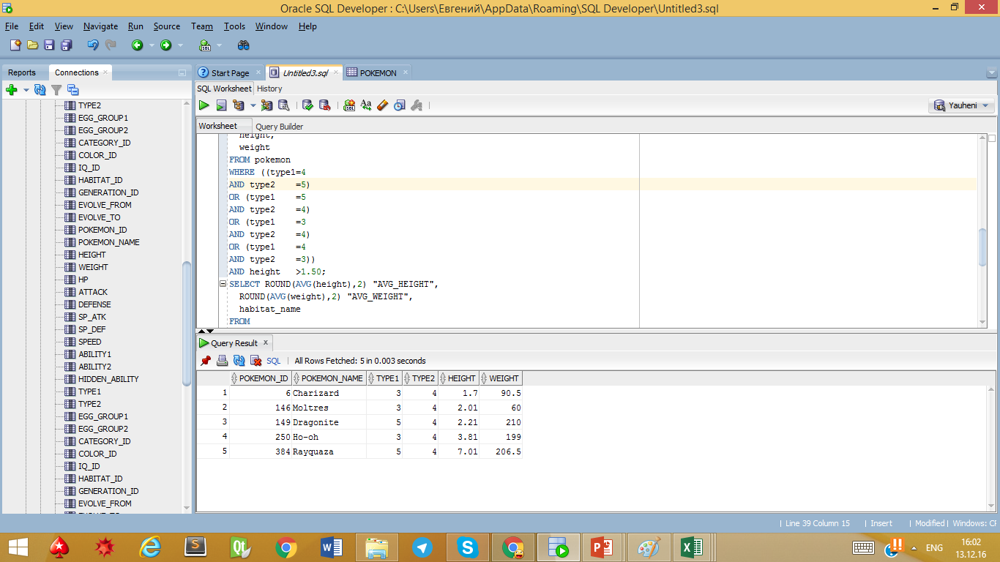 Oracle SQL Developer : C:\Users\Евгений\AppData\Roaming\SQL Developer\Untitled3.sql
File Edit View Navigate Run Source Team Tools Window Help
Reports Connections
Start Page Untitled3.sql POKEMON
SQL Worksheet History
Yauheni
Worksheet Query Builder
TYPE2
EGG_GROUP1
EGG_GROUP2
CATEGORY_ID
COLOR_ID
IQ_ID
HABITAT_ID
GENERATION_ID
EVOLVE_FROM
EVOLVE_TO
POKEMON_ID
POKEMON_NAME
HEIGHT
WEIGHT
HP
ATTACK
DEFENSE
SP_ATK
SP_DEF
SPEED
ABILITY1
ABILITY2
HIDDEN_ABILITY
TYPE1
TYPE2
EGG_GROUP1
EGG_GROUP2
CATEGORY_ID
COLOR_ID
IQ_ID
HABITAT_ID
GENERATION_ID
EVOLVE_FROM
height,
weight
FROM pokemon
WHERE ((type1=4
AND type2 =5)
OR (type1 =5
AND type2 =4)
OR (type1 =3
AND type2 =4)
OR (type1 =4
AND type2 =3))
AND height >1.50;
SELECT ROUND(AVG(height),2) "AVG_HEIGHT",
ROUND(AVG(weight),2) "AVG_WEIGHT",
habitat_name
FROM
Query Result x
SQL | All Rows Fetched: 5 in 0.003 seconds
POKEMON_ID POKEMON_NAME TYPE1 TYPE2 HEIGHT WEIGHT
1 6 Charizard 3 4 1.7 90.5
2 146 Moltres 3 4 2.01 60
3 149 Dragonite 5 4 2.21 210
4 250 Ho-oh 3 4 3.81 199
5 384 Rayquaza 5 4 7.01 206.5
| Line 39 Column 15 | Insert | Modified | Windows: CF
ENG 16:02
13.12.16